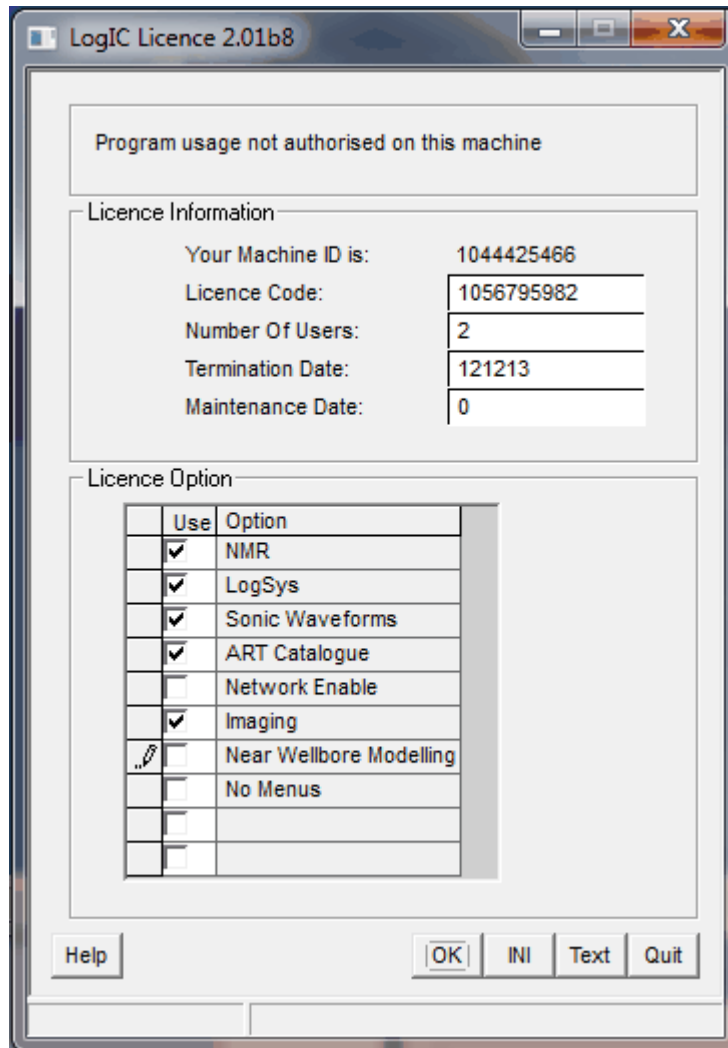 LogIC Licence 2.01b8
Program usage not authorised on this machine
Licence Information
Your Machine ID is: 1044425466
Licence Code: 1056795982
Number Of Users: 2
Termination Date: 121213
Maintenance Date: 0
Licence Option
Use Option
NMR
LogSys
Sonic Waveforms
ART Catalogue
Network Enable
Imaging
Near Wellbore Modelling
No Menus
Help OK INI Text Quit